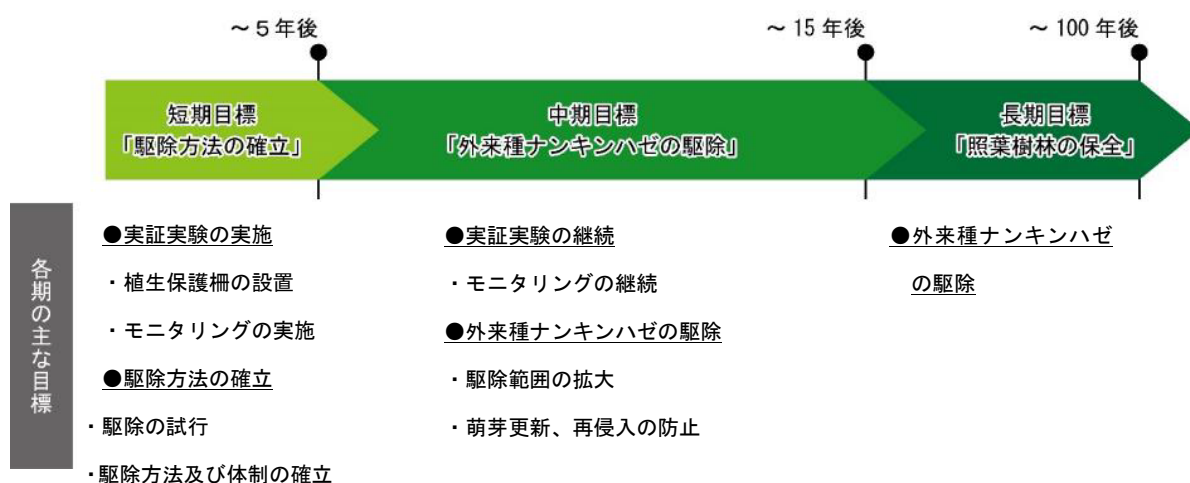 ～５年後
～15年後
～100年後
短期目標
「駆除方法の確立」
中期目標
「外来種ナンキンハゼの駆除」
長期目標
「照葉樹林の保全」
各期の主な目標
●実証実験の実施
・植生保護柵の設置
・モニタリングの実施
●駆除方法の確立
・駆除の試行
・駆除方法及び体制の確立
●実証実験の継続
・モニタリングの継続
●外来種ナンキンハゼの駆除
・駆除範囲の拡大
・萌芽更新、再侵入の防止
●外来種ナンキンハゼ
の駆除